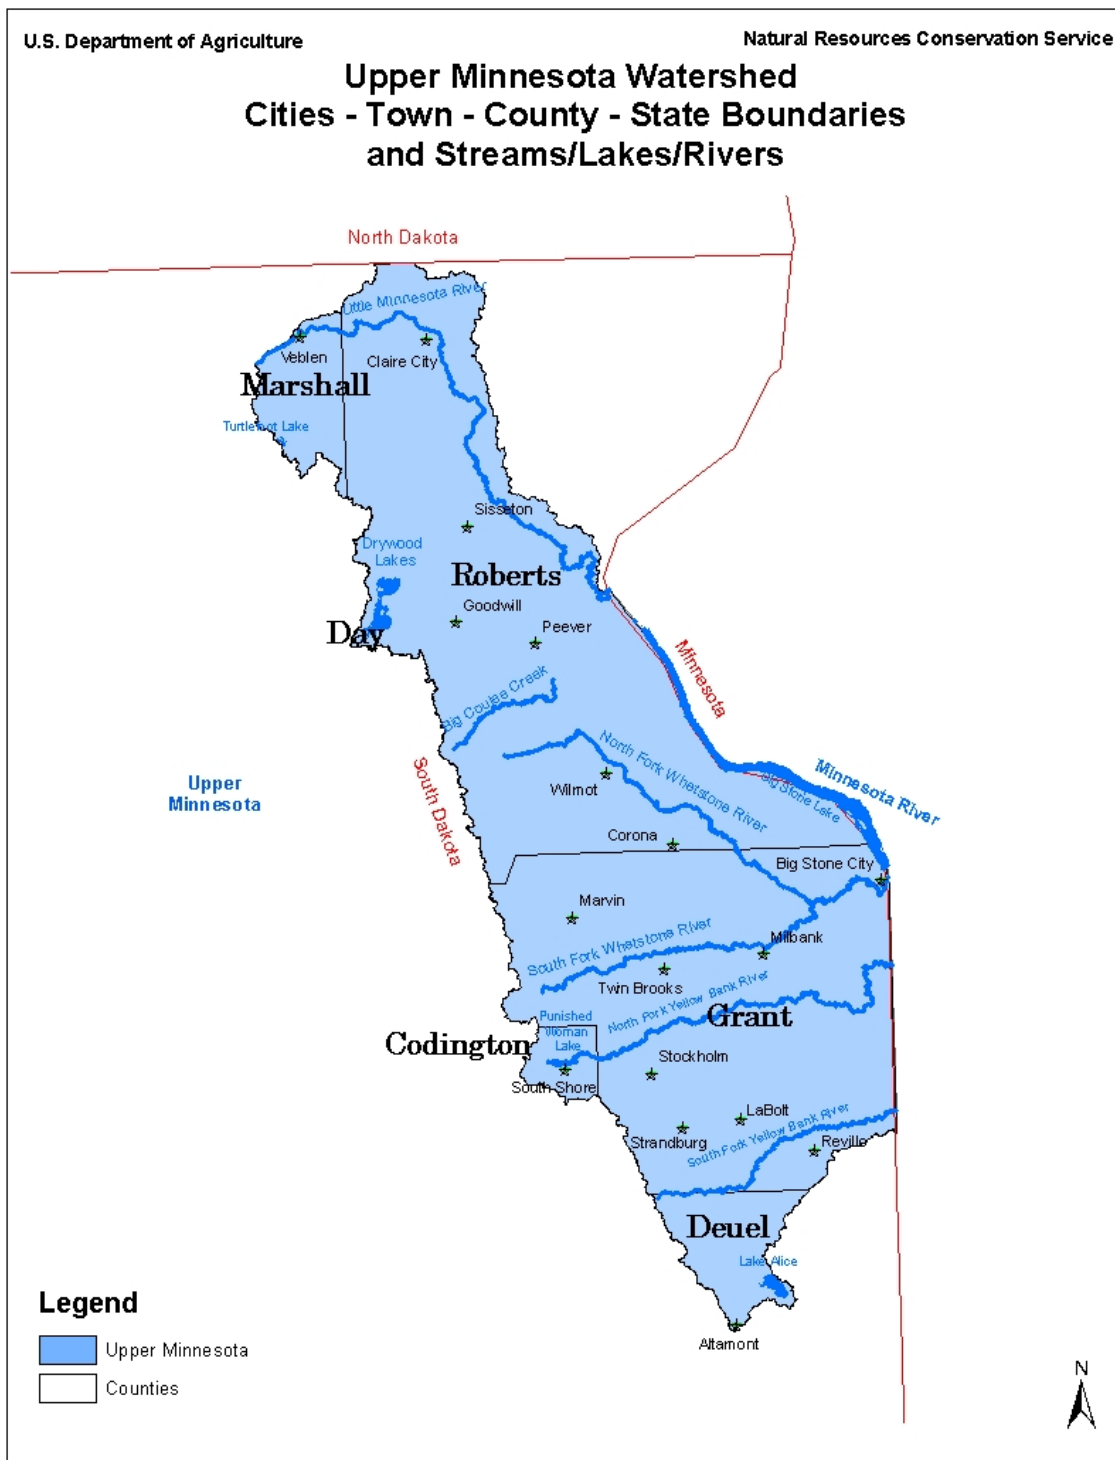 U.S. Department of Agriculture
Natural Resources Conservation Service
Upper Minnesota Watershed
Cities - Town - County - State Boundaries
and Streams/Lakes/Rivers
North Dakota
Little Minnesota River
Veblen
Claire City
Marshall
Turtlefoot Lake
Sisseton
Drywood
Lakes
Roberts
Goodwill
Peever
Day
Minnesota
Big Coulee Creek
North Fork Whetstone River
South Dakota
Upper
Minnesota
Wilmot
Big Stone Lake
Minnesota River
Corona
Big Stone City
Marvin
South Fork Whetstone River
Milbank
Twin Brooks
North Fork Yellow Bank River
Grant
Punished
Woman
Lake
Codington
Stockholm
South Shore
LaBolt
Strandburg
South Fork Yellow Bank River
Reville
Deuel
Lake Alice
Altamont
Legend
Upper Minnesota
Counties
N